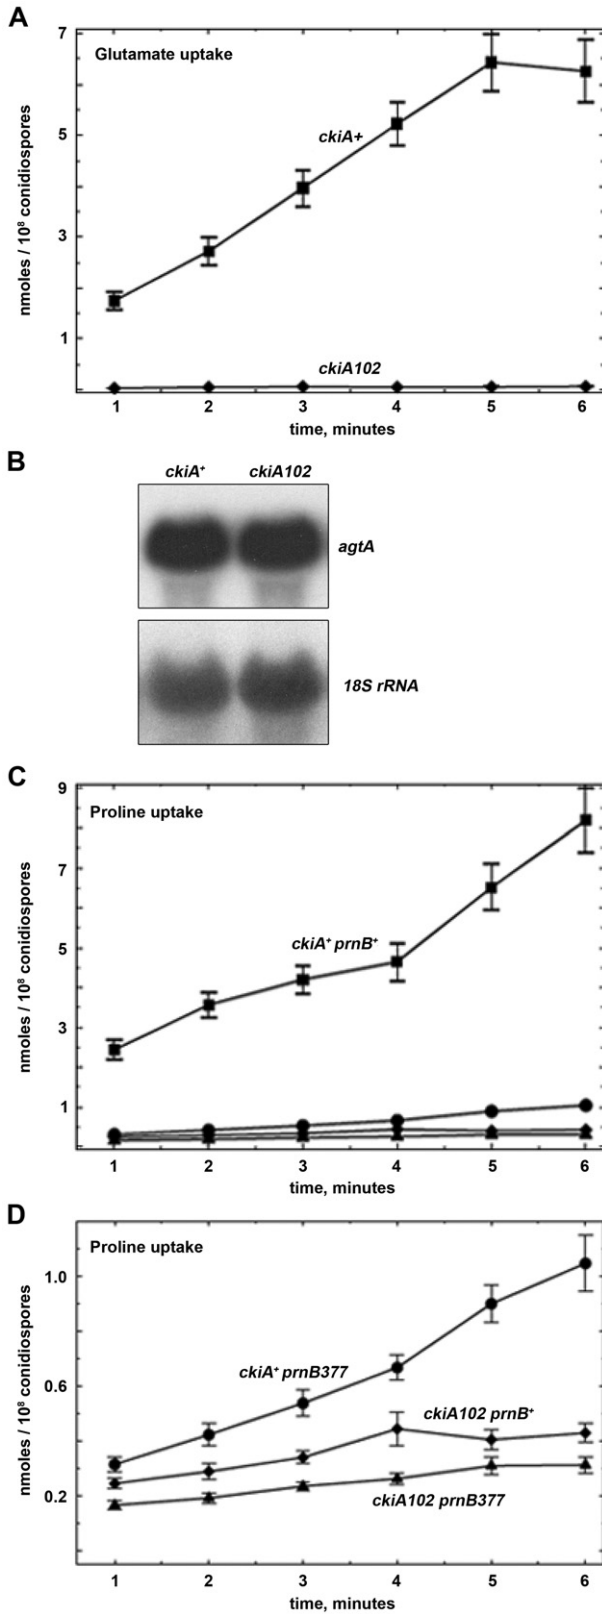 A
Glutamate uptake
7
5
3
1
nmoles / 10⁸ conidiospores
ckiA+
ckiA102
1 2 3 4 5 6
time, minutes
B
ckiA⁺ ckiA102
agtA
18S rRNA
C
Proline uptake
9
7
5
3
1
nmoles / 10⁸ conidiospores
ckiA⁺ prnB⁺
1 2 3 4 5 6
time, minutes
D
Proline uptake
1.0
0.6
0.2
nmoles / 10⁸ conidiospores
ckiA⁺ prnB377
ckiA102 prnB⁺
ckiA102 prnB377
1 2 3 4 5 6
time, minutes